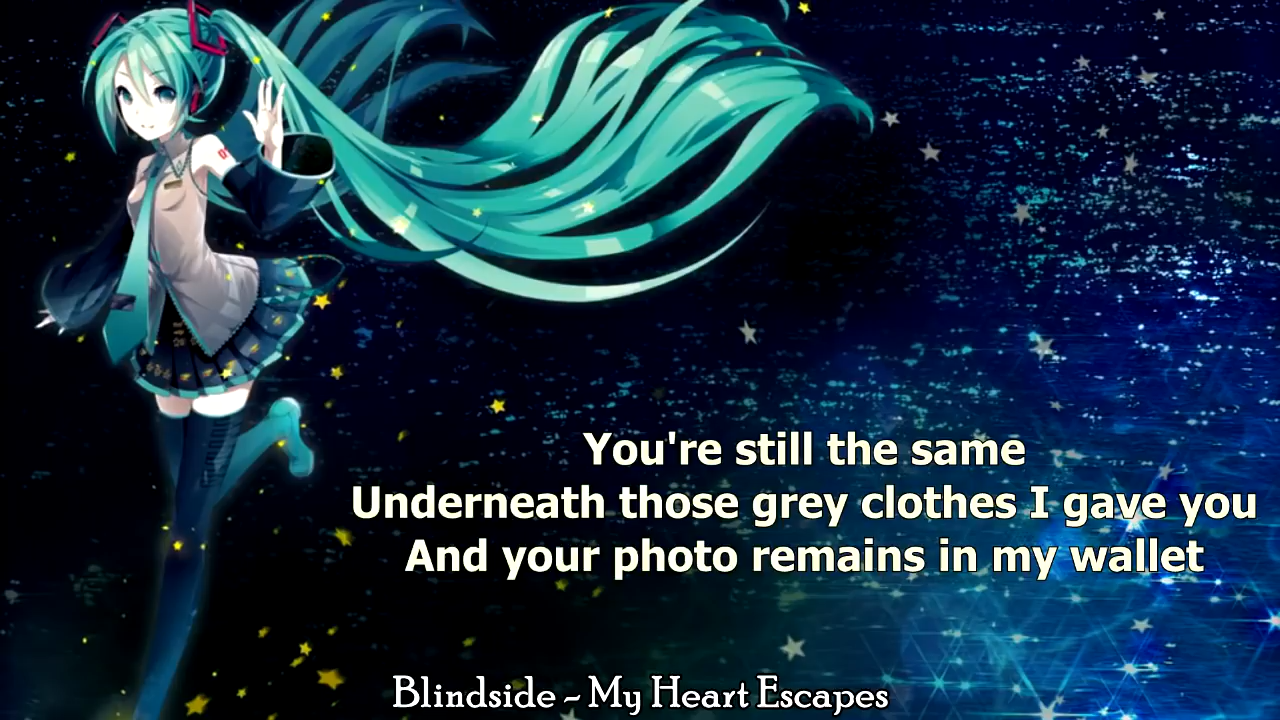 You're still the same
Underneath those grey clothes I gave you
And your photo remains in my wallet
Blindside - My Heart Escapes